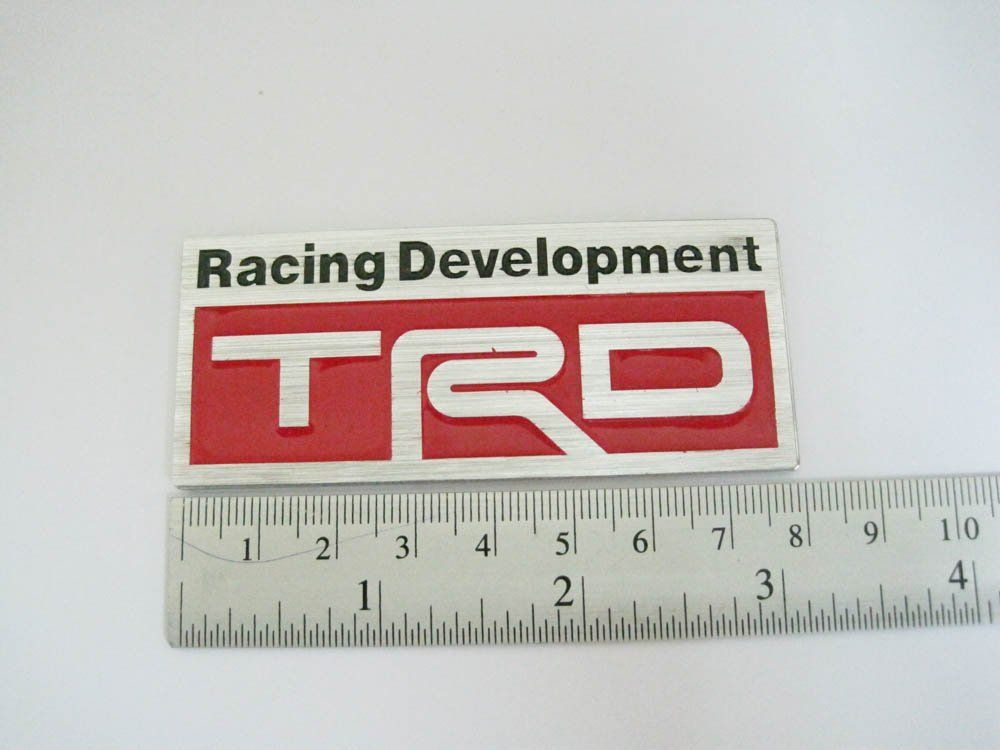 Racing Development
TRD
1 2 3 4 5 6 7 8 9 10
1 2 3 4